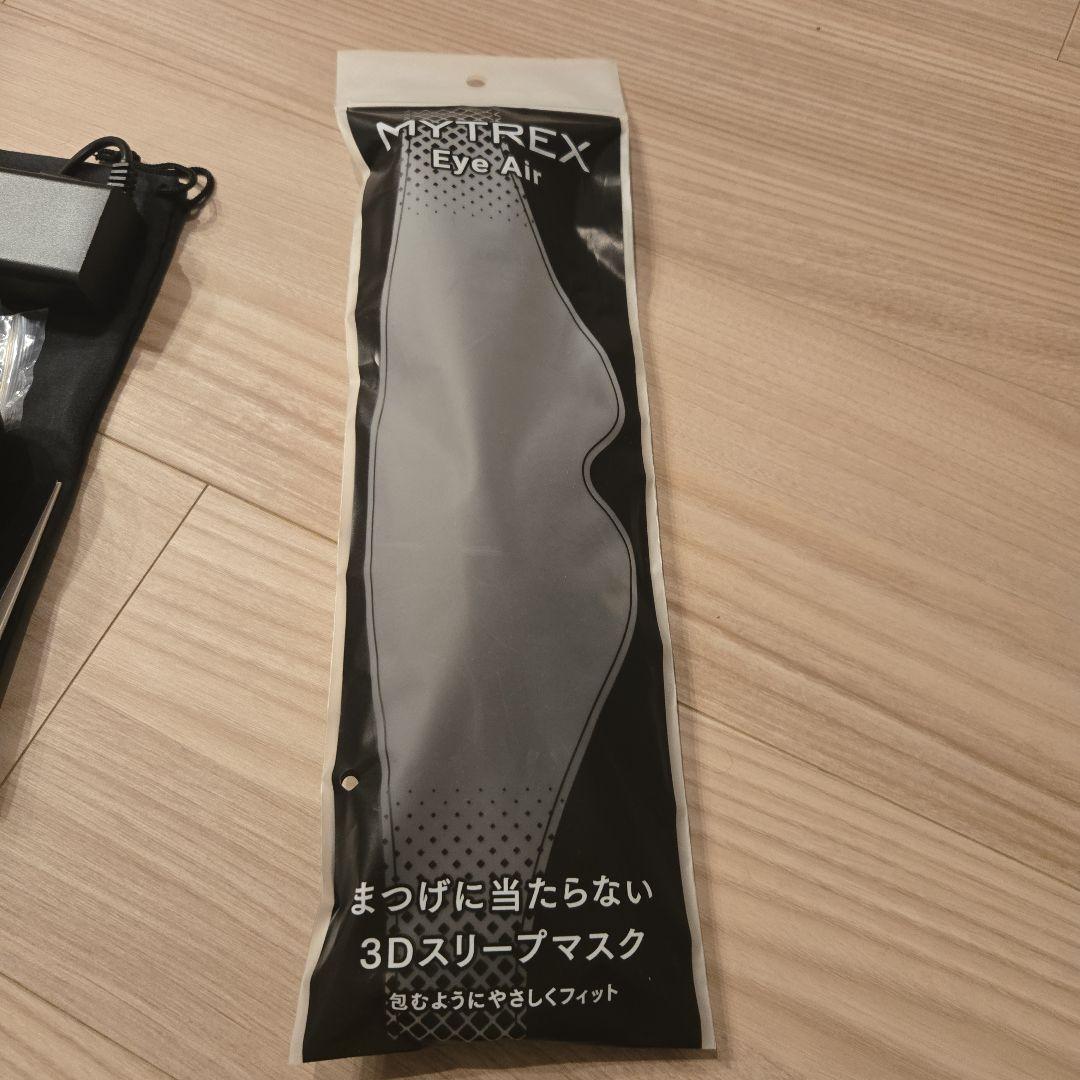 MYTREX
Eye Air
まつげに当たらない
3Dスリープマスク
包むようにやさしくフィット